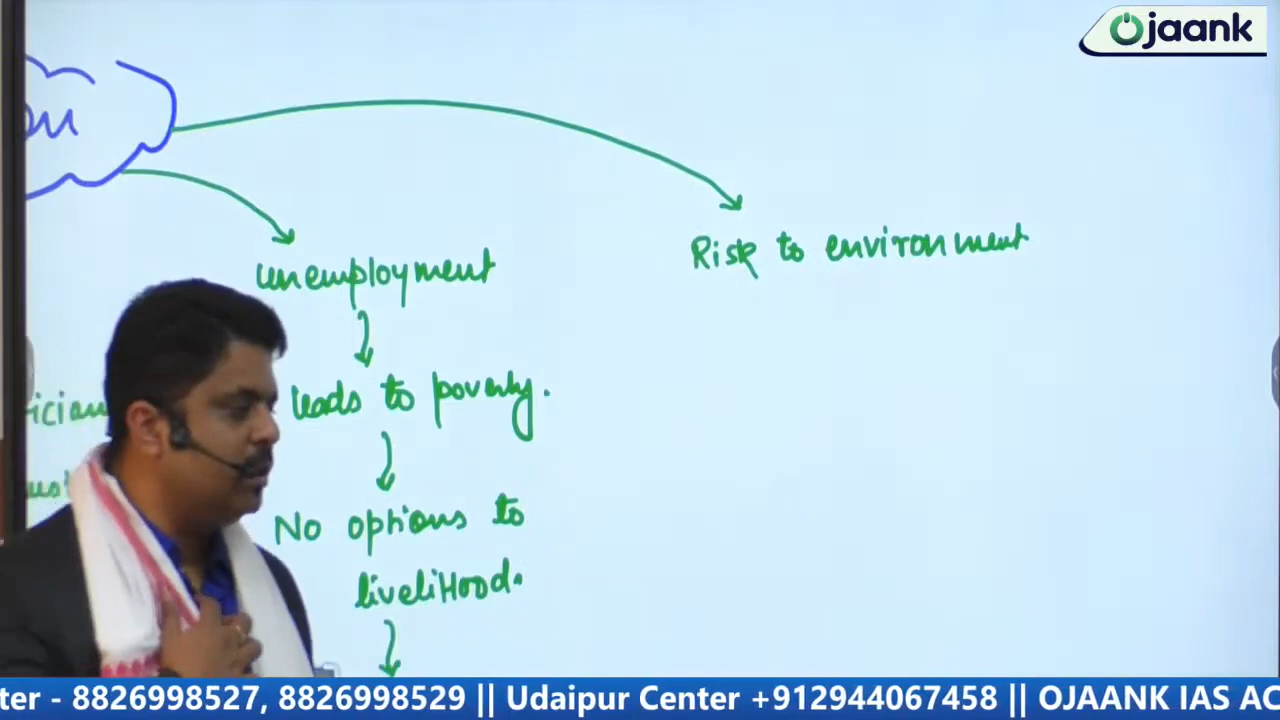 Ojaank
Risk to environment
unemployment
leads to poverty.
No options to
liveliHood.
ter - 8826998527, 8826998529 || Udaipur Center +912944067458 || OJAANK IAS AC